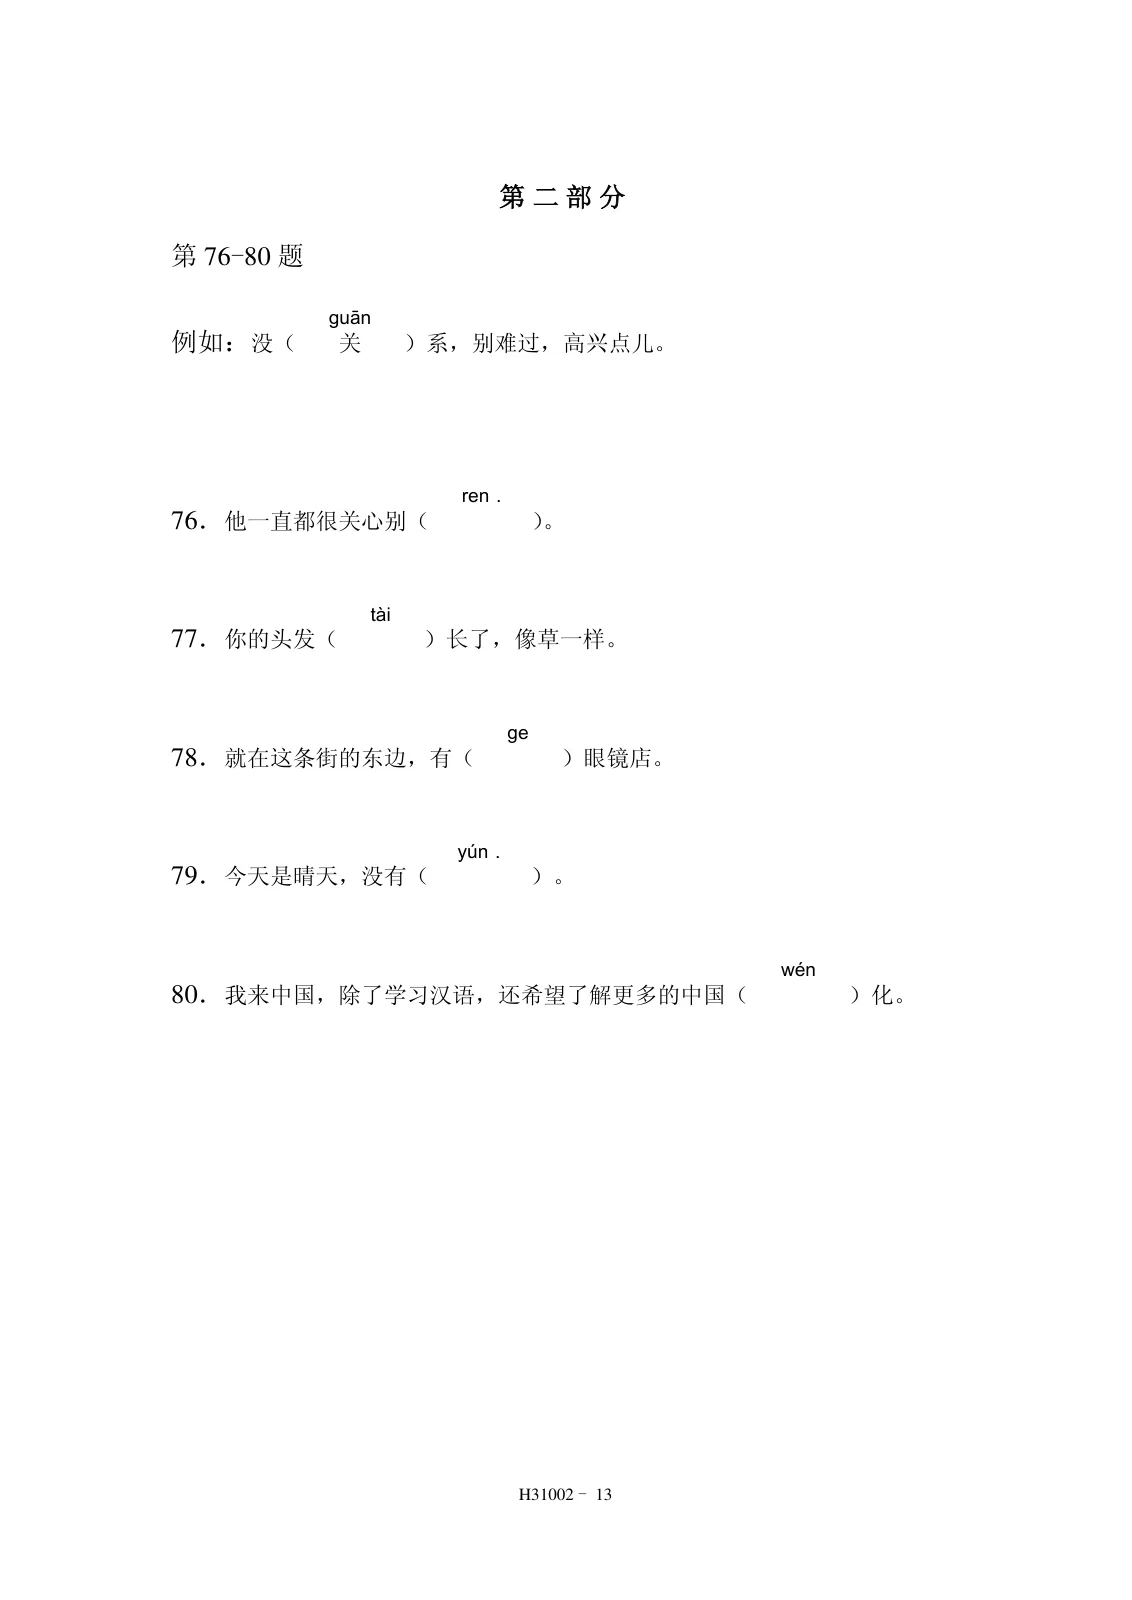 第 二 部 分
第 76-80 题
guān
例如：没（ 关 ）系，别难过，高兴点儿。
ren .
76．他一直都很关心别（ ）。
tài
77．你的头发（ ）长了，像草一样。
ge
78．就在这条街的东边，有（ ）眼镜店。
yún .
79．今天是晴天，没有（ ）。
wén
80．我来中国，除了学习汉语，还希望了解更多的中国（ ）化。
H31002 - 13